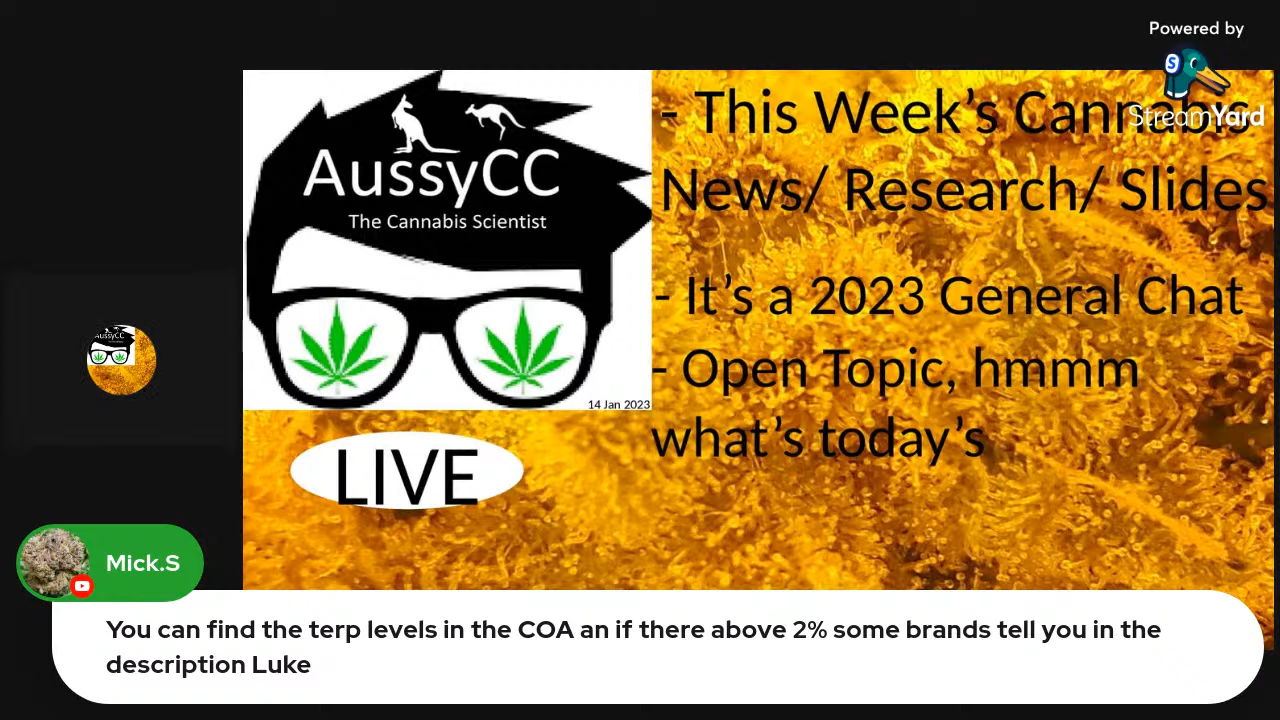 Powered by
StreamYard
- This Week's Cannabis
News/ Research/ Slides
AussyCC
The Cannabis Scientist
- It's a 2023 General Chat
- Open Topic, hmmm
what's today's
14 Jan 2023
LIVE
AussyCC
Mick.S
You can find the terp levels in the COA an if there above 2% some brands tell you in the
description Luke